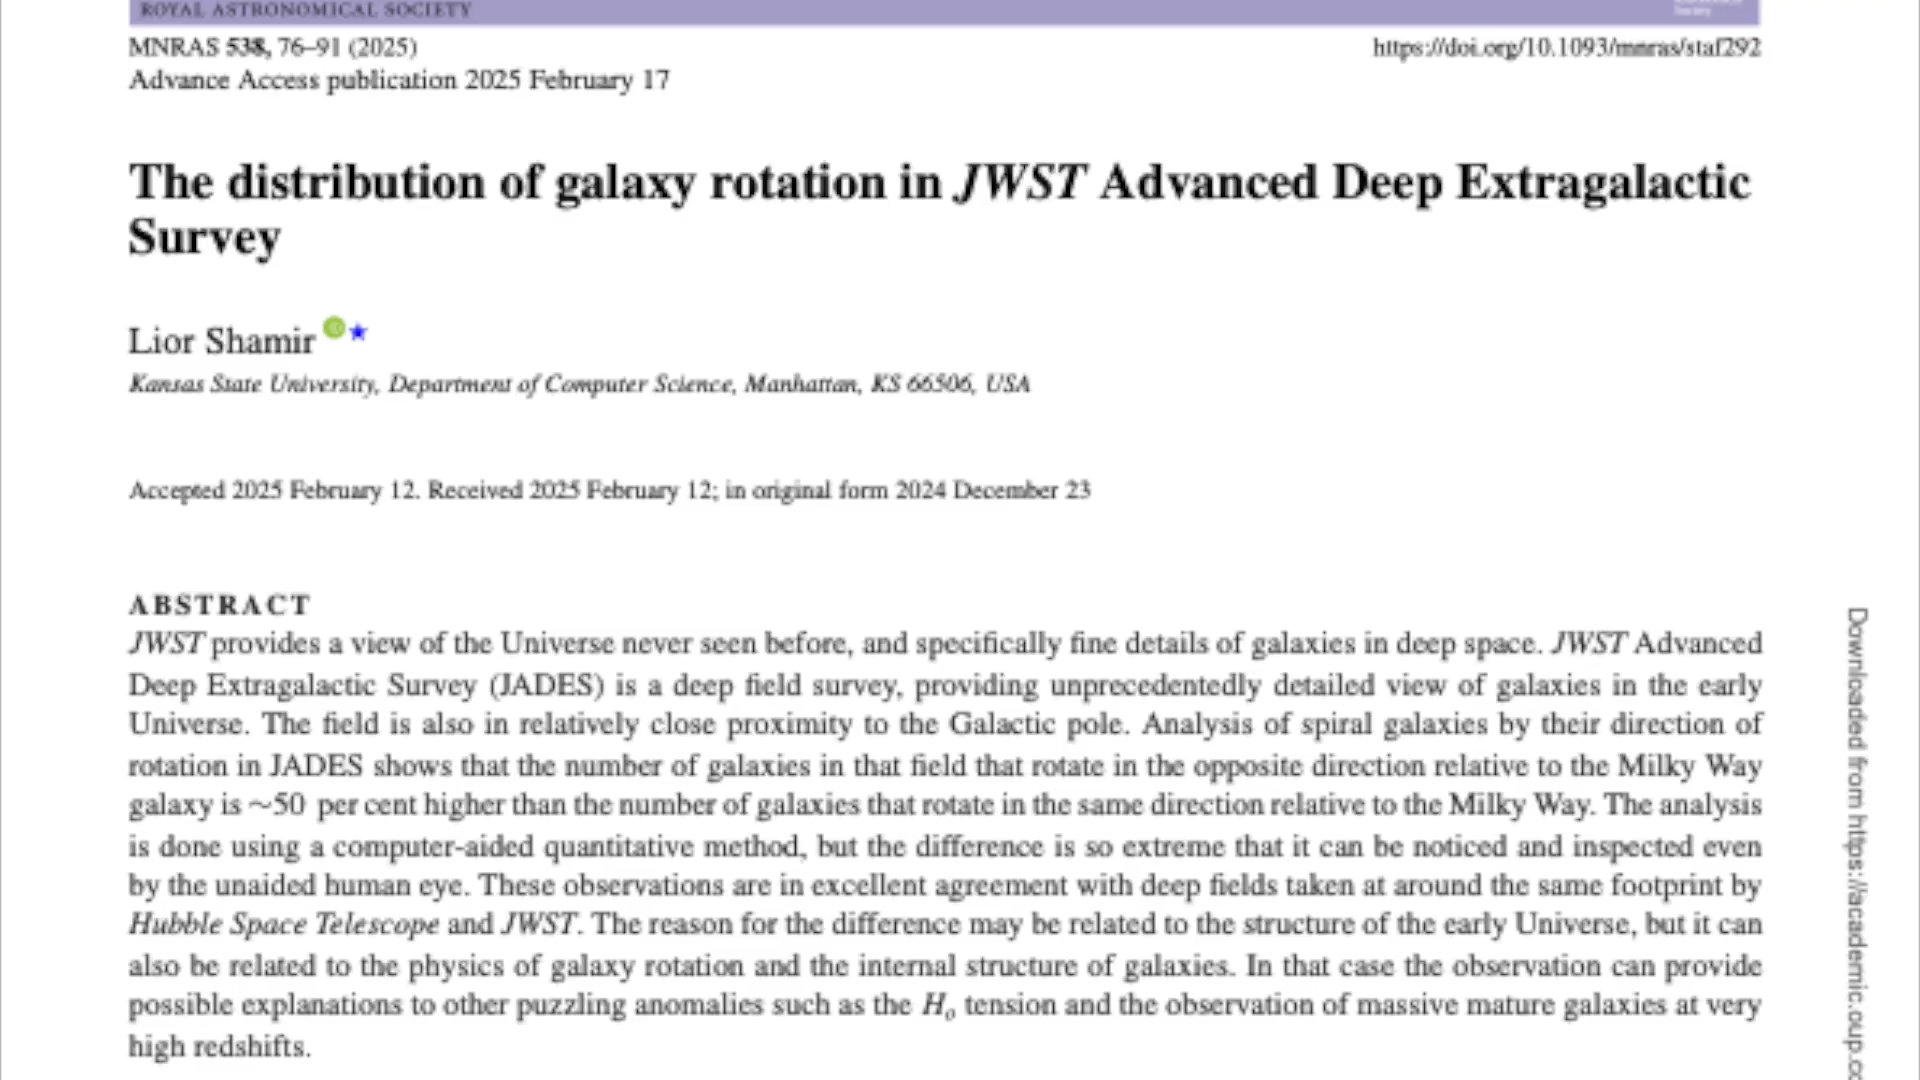 ROYAL ASTRONOMICAL SOCIETY
Society
MNRAS 538, 76–91 (2025)
https://doi.org/10.1093/mnras/staf292
Advance Access publication 2025 February 17
The distribution of galaxy rotation in JWST Advanced Deep Extragalactic
Survey
Lior Shamir
Kansas State University, Department of Computer Science, Manhattan, KS 66506, USA
Accepted 2025 February 12. Received 2025 February 12; in original form 2024 December 23
ABSTRACT
JWST provides a view of the Universe never seen before, and specifically fine details of galaxies in deep space. JWST Advanced
Deep Extragalactic Survey (JADES) is a deep field survey, providing unprecedentedly detailed view of galaxies in the early
Universe. The field is also in relatively close proximity to the Galactic pole. Analysis of spiral galaxies by their direction of
rotation in JADES shows that the number of galaxies in that field that rotate in the opposite direction relative to the Milky Way
galaxy is ~50 per cent higher than the number of galaxies that rotate in the same direction relative to the Milky Way. The analysis
is done using a computer-aided quantitative method, but the difference is so extreme that it can be noticed and inspected even
by the unaided human eye. These observations are in excellent agreement with deep fields taken at around the same footprint by
Hubble Space Telescope and JWST. The reason for the difference may be related to the structure of the early Universe, but it can
also be related to the physics of galaxy rotation and the internal structure of galaxies. In that case the observation can provide
possible explanations to other puzzling anomalies such as the Ho tension and the observation of massive mature galaxies at very
high redshifts.
Downloaded from https://academic.oup.c